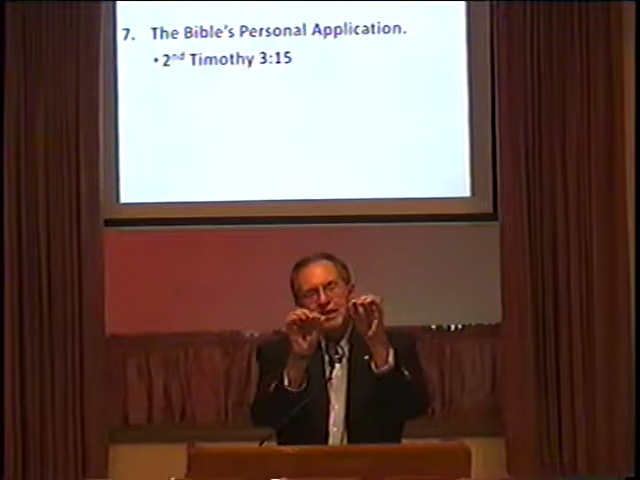 7. The Bible's Personal Application.
• 2nd Timothy 3:15